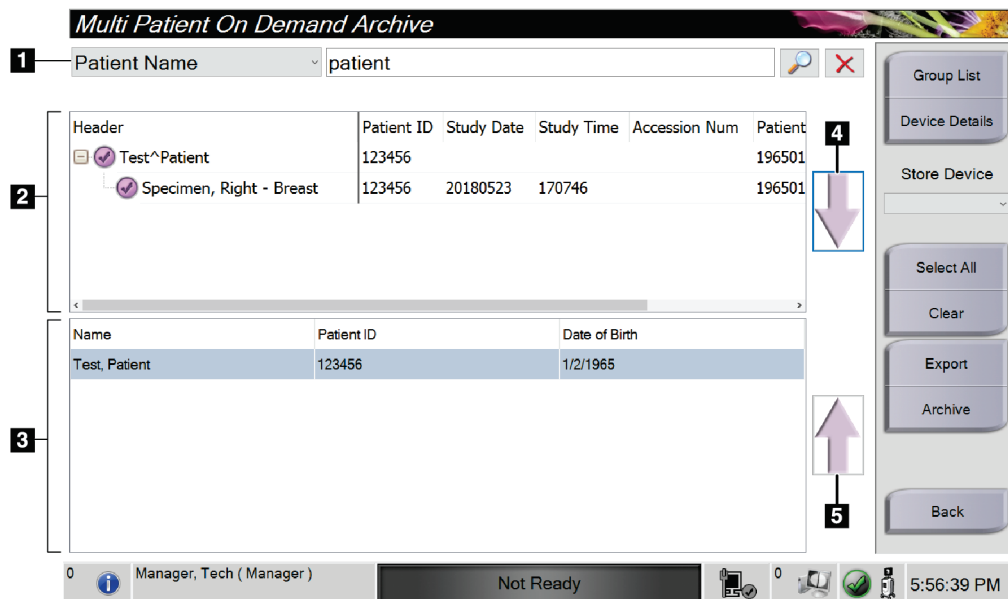 Multi Patient On Demand Archive
1
Patient Name
patient
Group List
Device Details
Store Device
Select All
Clear
Export
Archive
Back
2
Header Patient ID Study Date Study Time Accession Num Patient
Test^Patient 123456 196501
Specimen, Right - Breast 123456 20180523 170746 196501
4
3
Name Patient ID Date of Birth
Test, Patient 123456 1/2/1965
5
0
Manager, Tech ( Manager )
Not Ready
0
5:56:39 PM